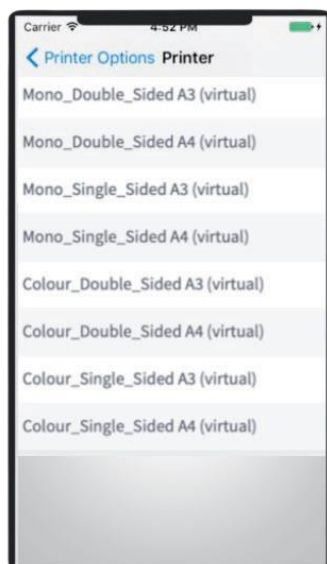 Carrier 4:52 PM
Printer Options Printer
Mono_Double_Sided A3 (virtual)
Mono_Double_Sided A4 (virtual)
Mono_Single_Sided A3 (virtual)
Mono_Single_Sided A4 (virtual)
Colour_Double_Sided A3 (virtual)
Colour_Double_Sided A4 (virtual)
Colour_Single_Sided A3 (virtual)
Colour_Single_Sided A4 (virtual)